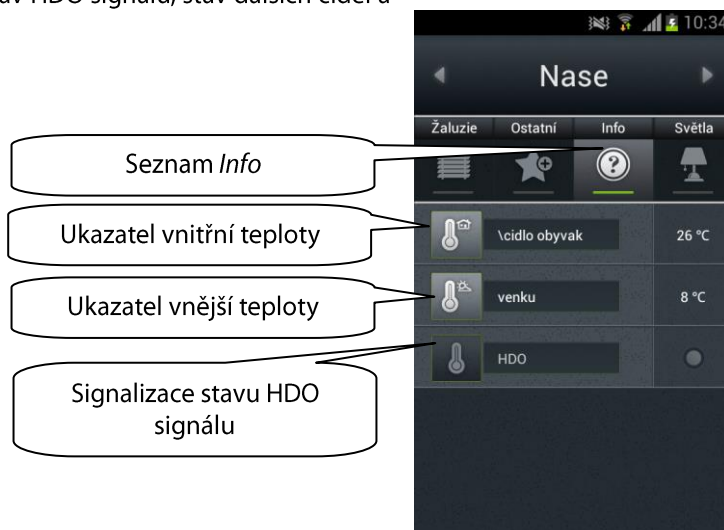 av HDO signálu, stav dalších čidel a
10:34
Nase
Žaluzie Ostatní Info Světla
Seznam Info
Ukazatel vnitřní teploty
\cidlo obyvak 26 °C
Ukazatel vnější teploty
venku 8 °C
HDO
Signalizace stavu HDO
signálu